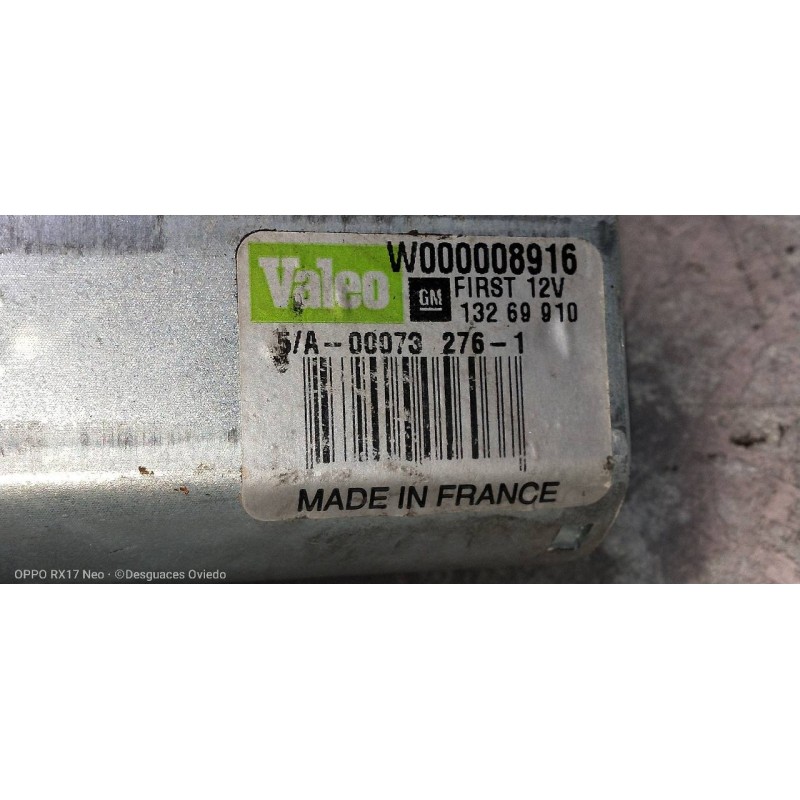 Valeo
W000008916
GM
FIRST 12V
132 69 910
5/A-00073 276-1
MADE IN FRANCE
OPPO RX17 Neo · ©Desguaces Oviedo